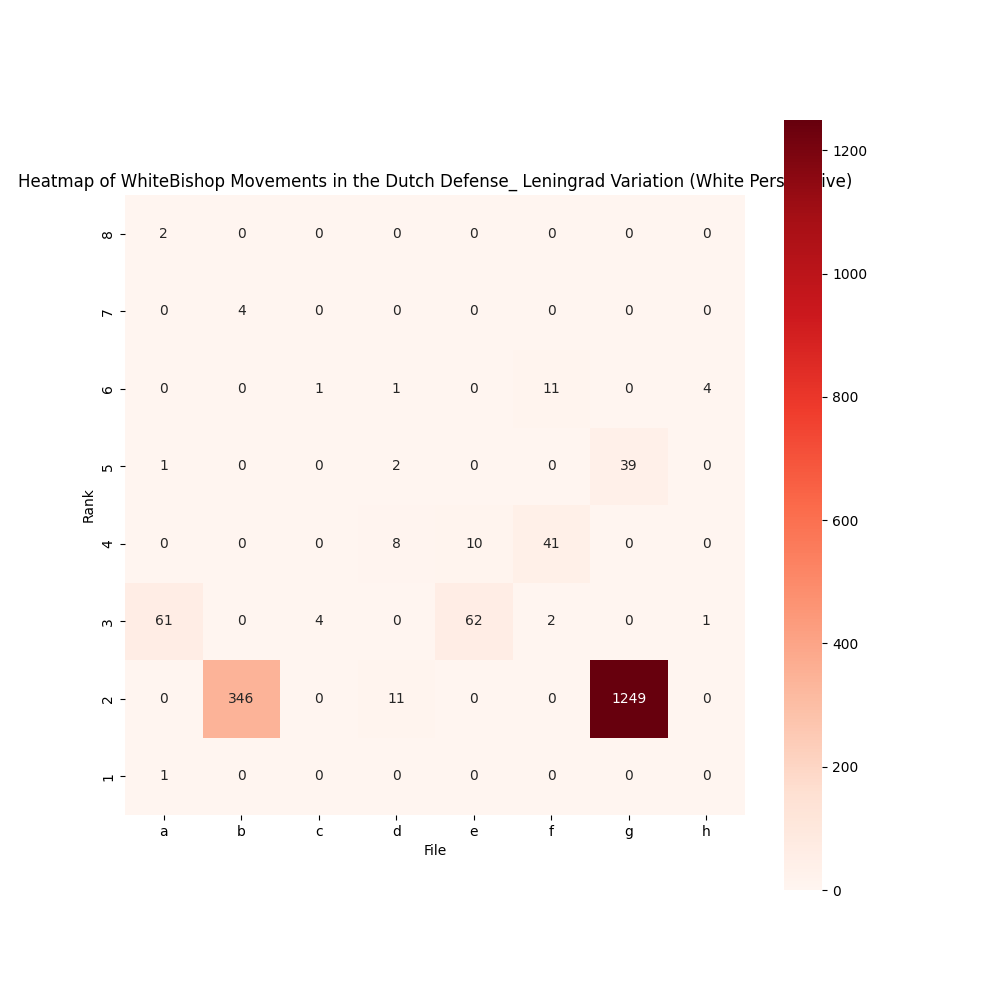 Heatmap of WhiteBishop Movements in the Dutch Defense_ Leningrad Variation (White Pers ive)
1200
1000
800
600
400
200
0
Rank
8 2 0 0 0 0 0 0 0
7 0 4 0 0 0 0 0 0
6 0 0 1 1 0 11 0 4
5 1 0 0 2 0 0 39 0
4 0 0 0 8 10 41 0 0
3 61 0 4 0 62 2 0 1
2 0 346 0 11 0 0 1249 0
1 1 0 0 0 0 0 0 0
a b c d e f g h
File